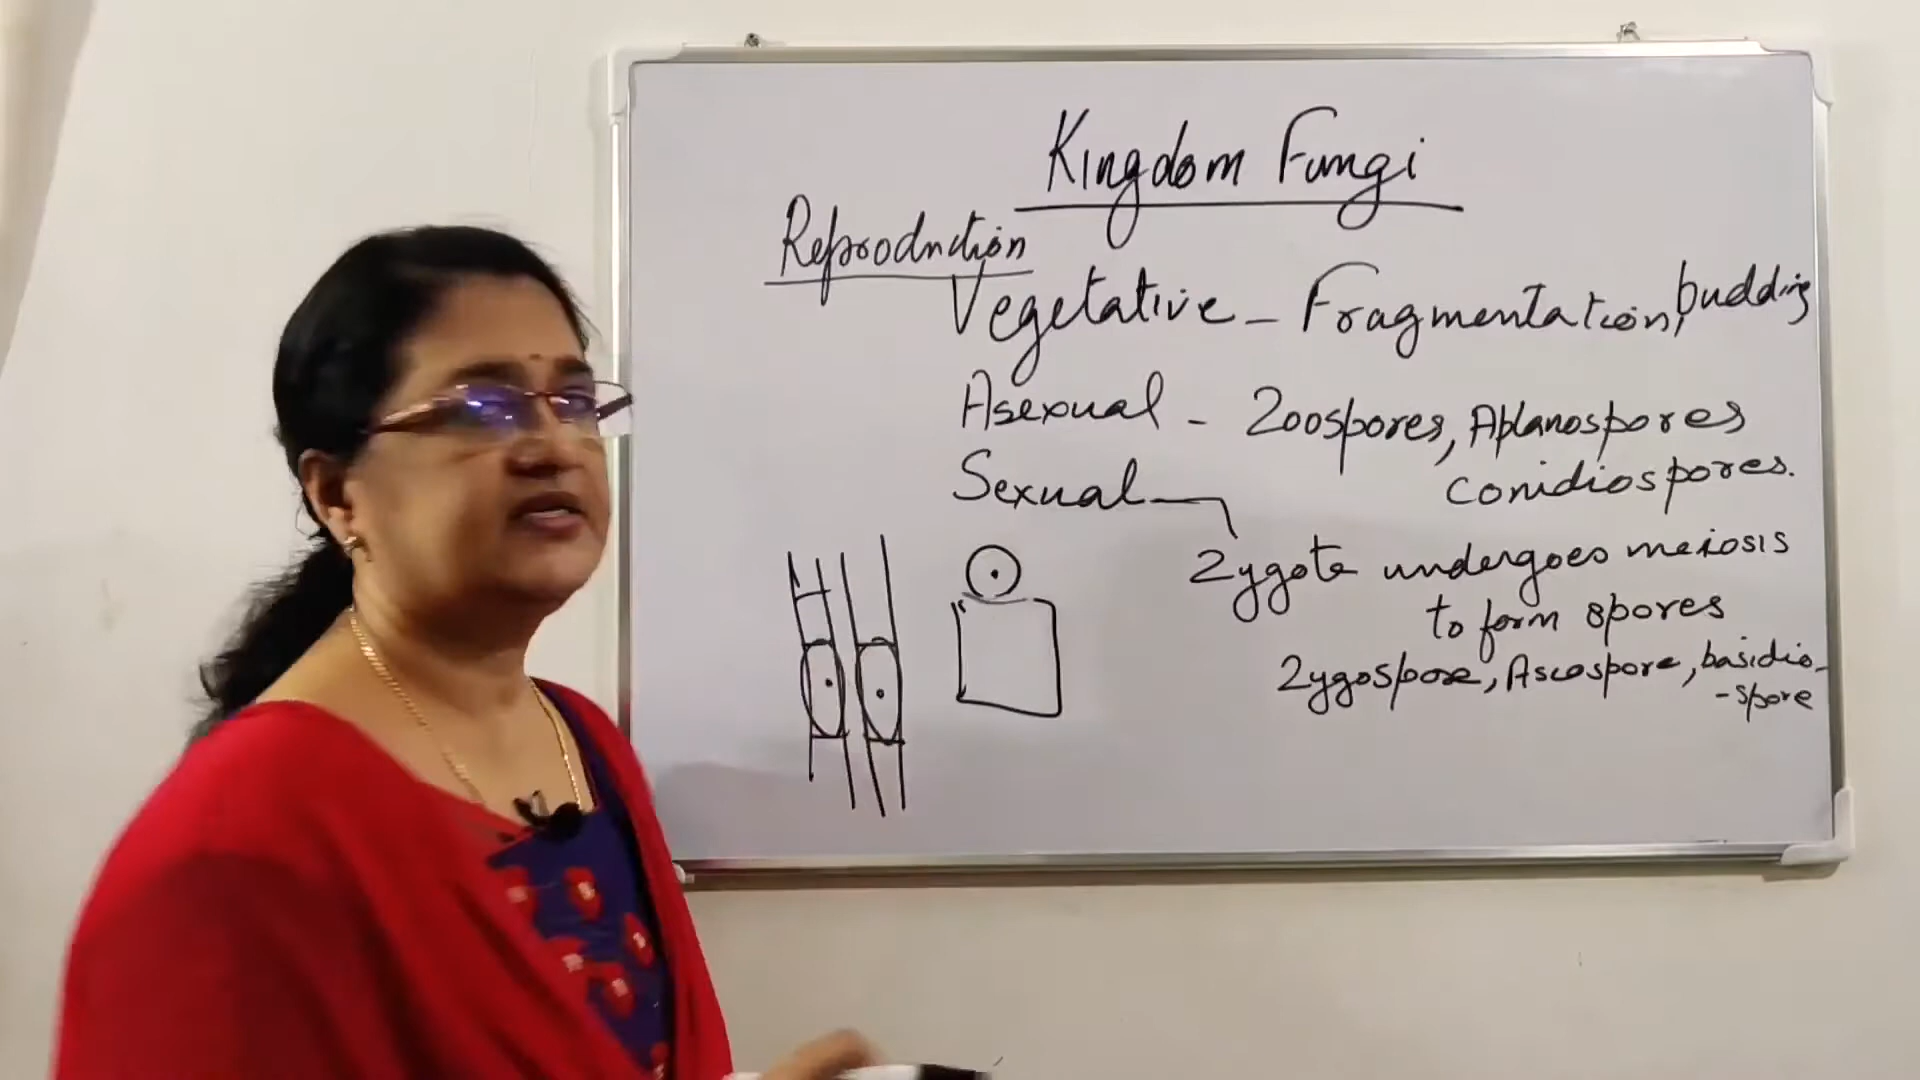 Kingdom Fungi
Reproduction
Vegetative - Fragmentation, budding
Asexual - Zoospores, Aplanospores
conidiospores.
Sexual
Zygote undergoes meiosis
to form spores
Zygospore, Ascospore, basidio-
-spore